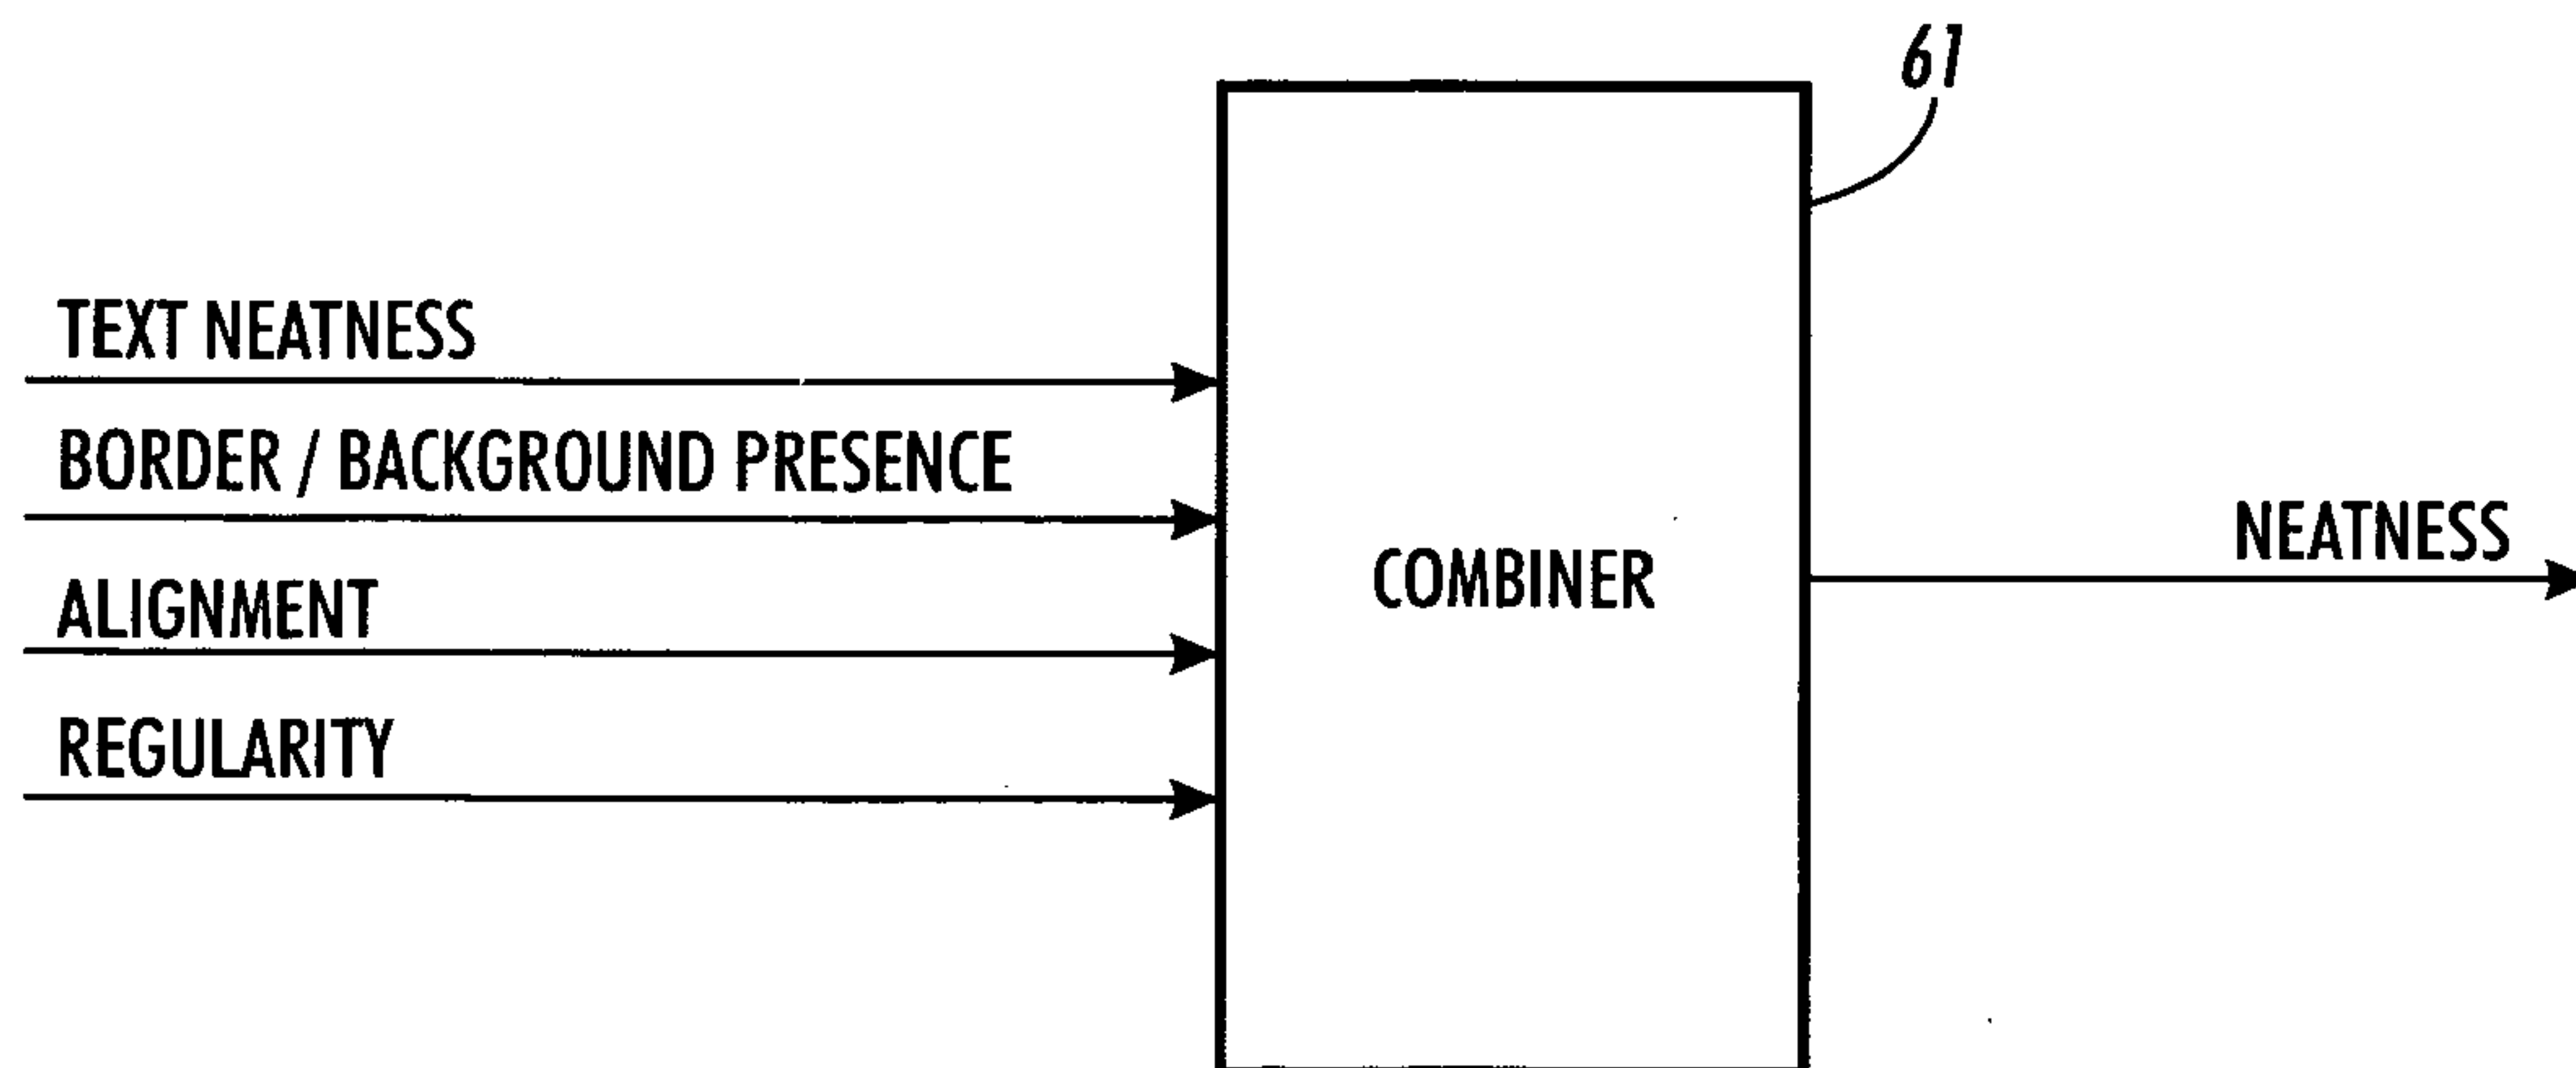 61
TEXT NEATNESS
BORDER / BACKGROUND PRESENCE
ALIGNMENT
REGULARITY
COMBINER
NEATNESS